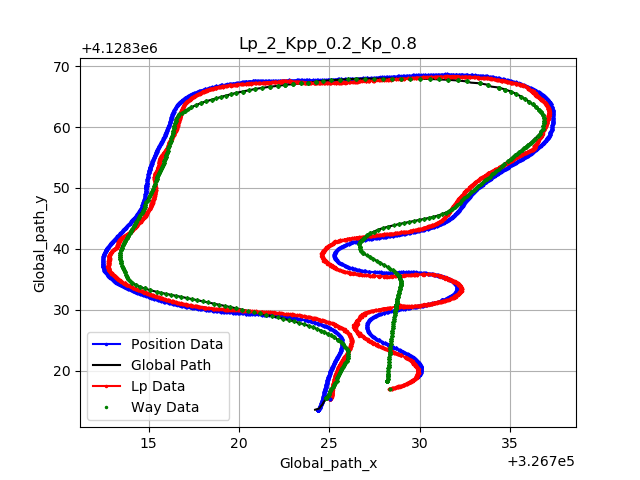 Lp_2_Kpp_0.2_Kp_0.8
+4.1283e6
70
60
50
40
30
20
Global_path_y
Position Data
Global Path
Lp Data
Way Data
15 20 25 30 35
+3.267e5
Global_path_x